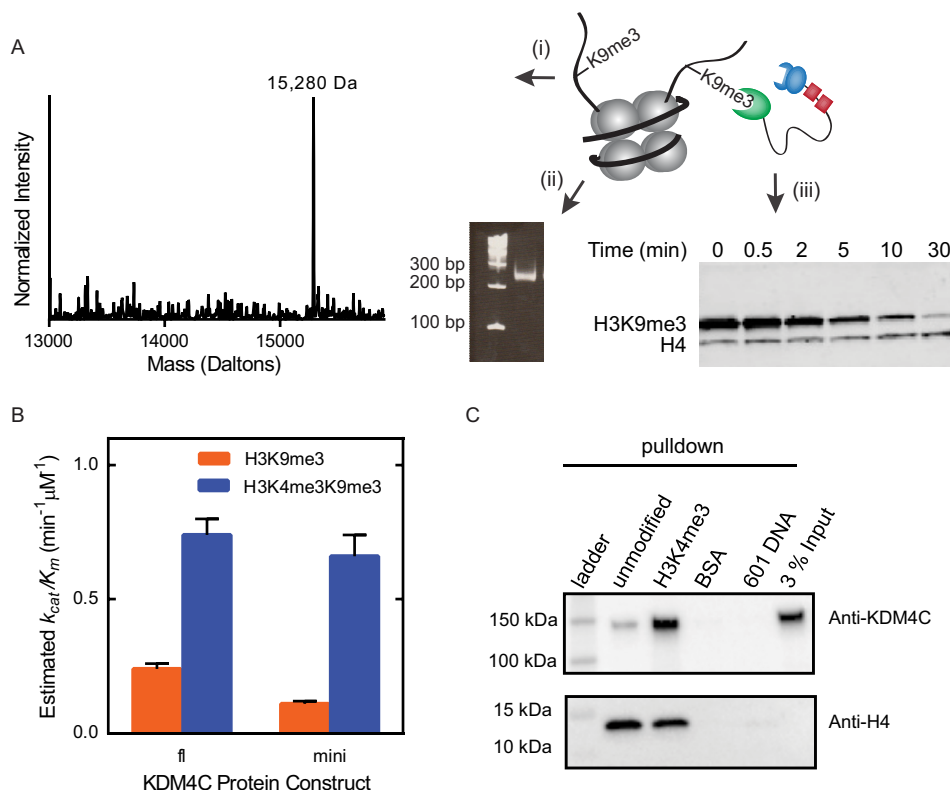 A
15,280 Da
Normalized Intensity
13000
14000
15000
Mass (Daltons)
(i)
K9me3
K9me3
(ii)
(iii)
300 bp
200 bp
100 bp
Time (min) 0 0.5 2 5 10 30
H3K9me3
H4
B
Estimated kcat/Km (min-1μM-1)
1.0
0.5
0.0
H3K9me3
H3K4me3K9me3
fl
mini
KDM4C Protein Construct
C
pulldown
ladder
unmodified
H3K4me3
BSA
601 DNA
3 % Input
150 kDa
100 kDa
Anti-KDM4C
15 kDa
10 kDa
Anti-H4